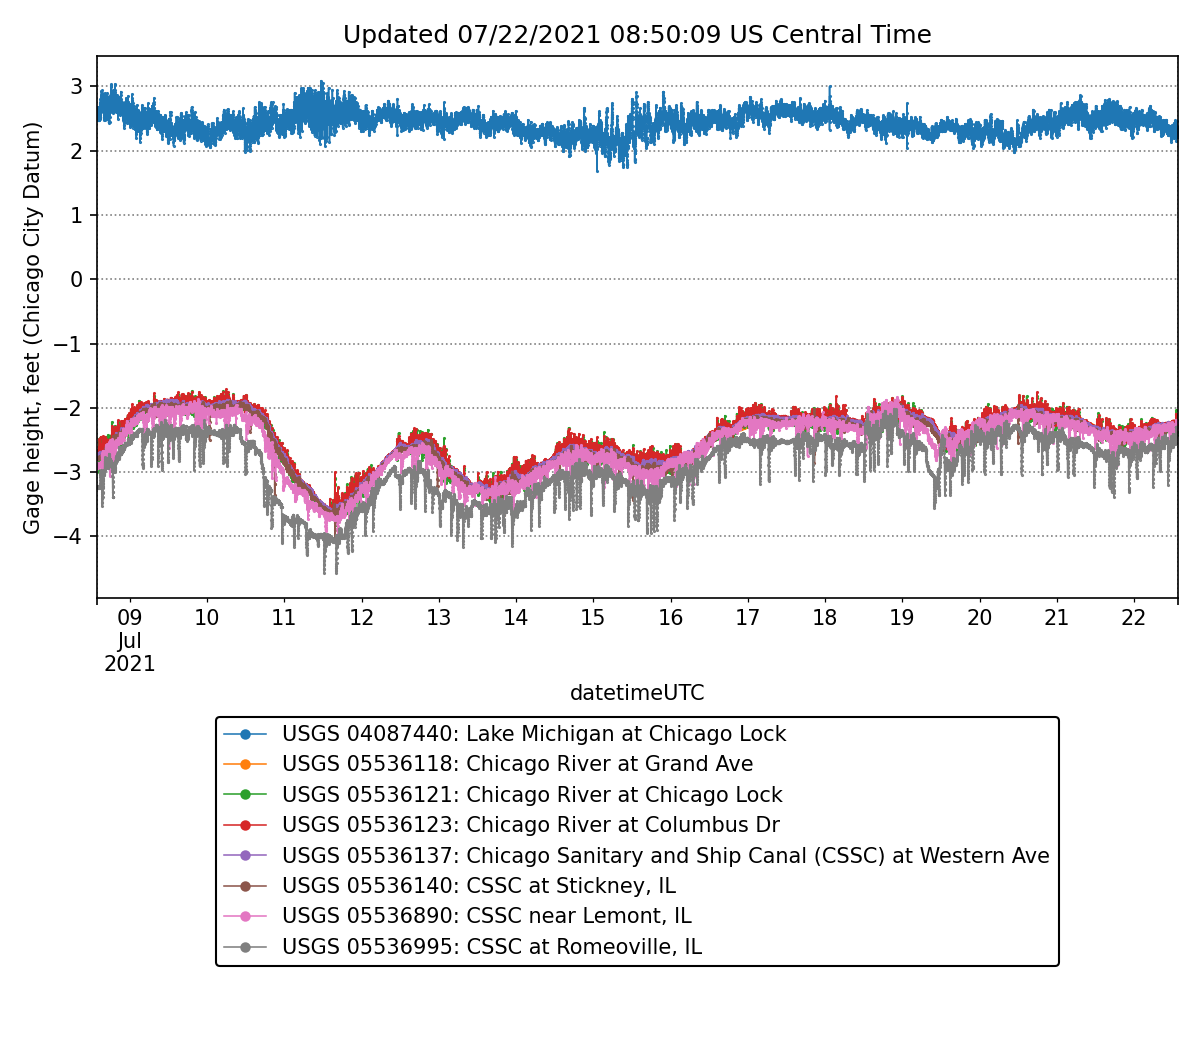 Updated 07/22/2021 08:50:09 US Central Time
Gage height, feet (Chicago City Datum)
3
2
1
0
−1
−2
−3
−4
09 10 11 12 13 14 15 16 17 18 19 20 21 22
Jul
2021
datetimeUTC
USGS 04087440: Lake Michigan at Chicago Lock
USGS 05536118: Chicago River at Grand Ave
USGS 05536121: Chicago River at Chicago Lock
USGS 05536123: Chicago River at Columbus Dr
USGS 05536137: Chicago Sanitary and Ship Canal (CSSC) at Western Ave
USGS 05536140: CSSC at Stickney, IL
USGS 05536890: CSSC near Lemont, IL
USGS 05536995: CSSC at Romeoville, IL